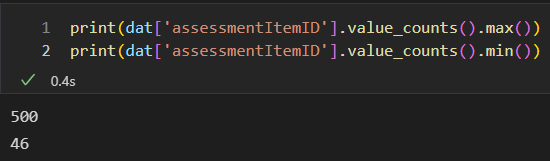 1 print(dat['assessmentItemID'].value_counts().max())
2 print(dat['assessmentItemID'].value_counts().min())
0.4s
500
46